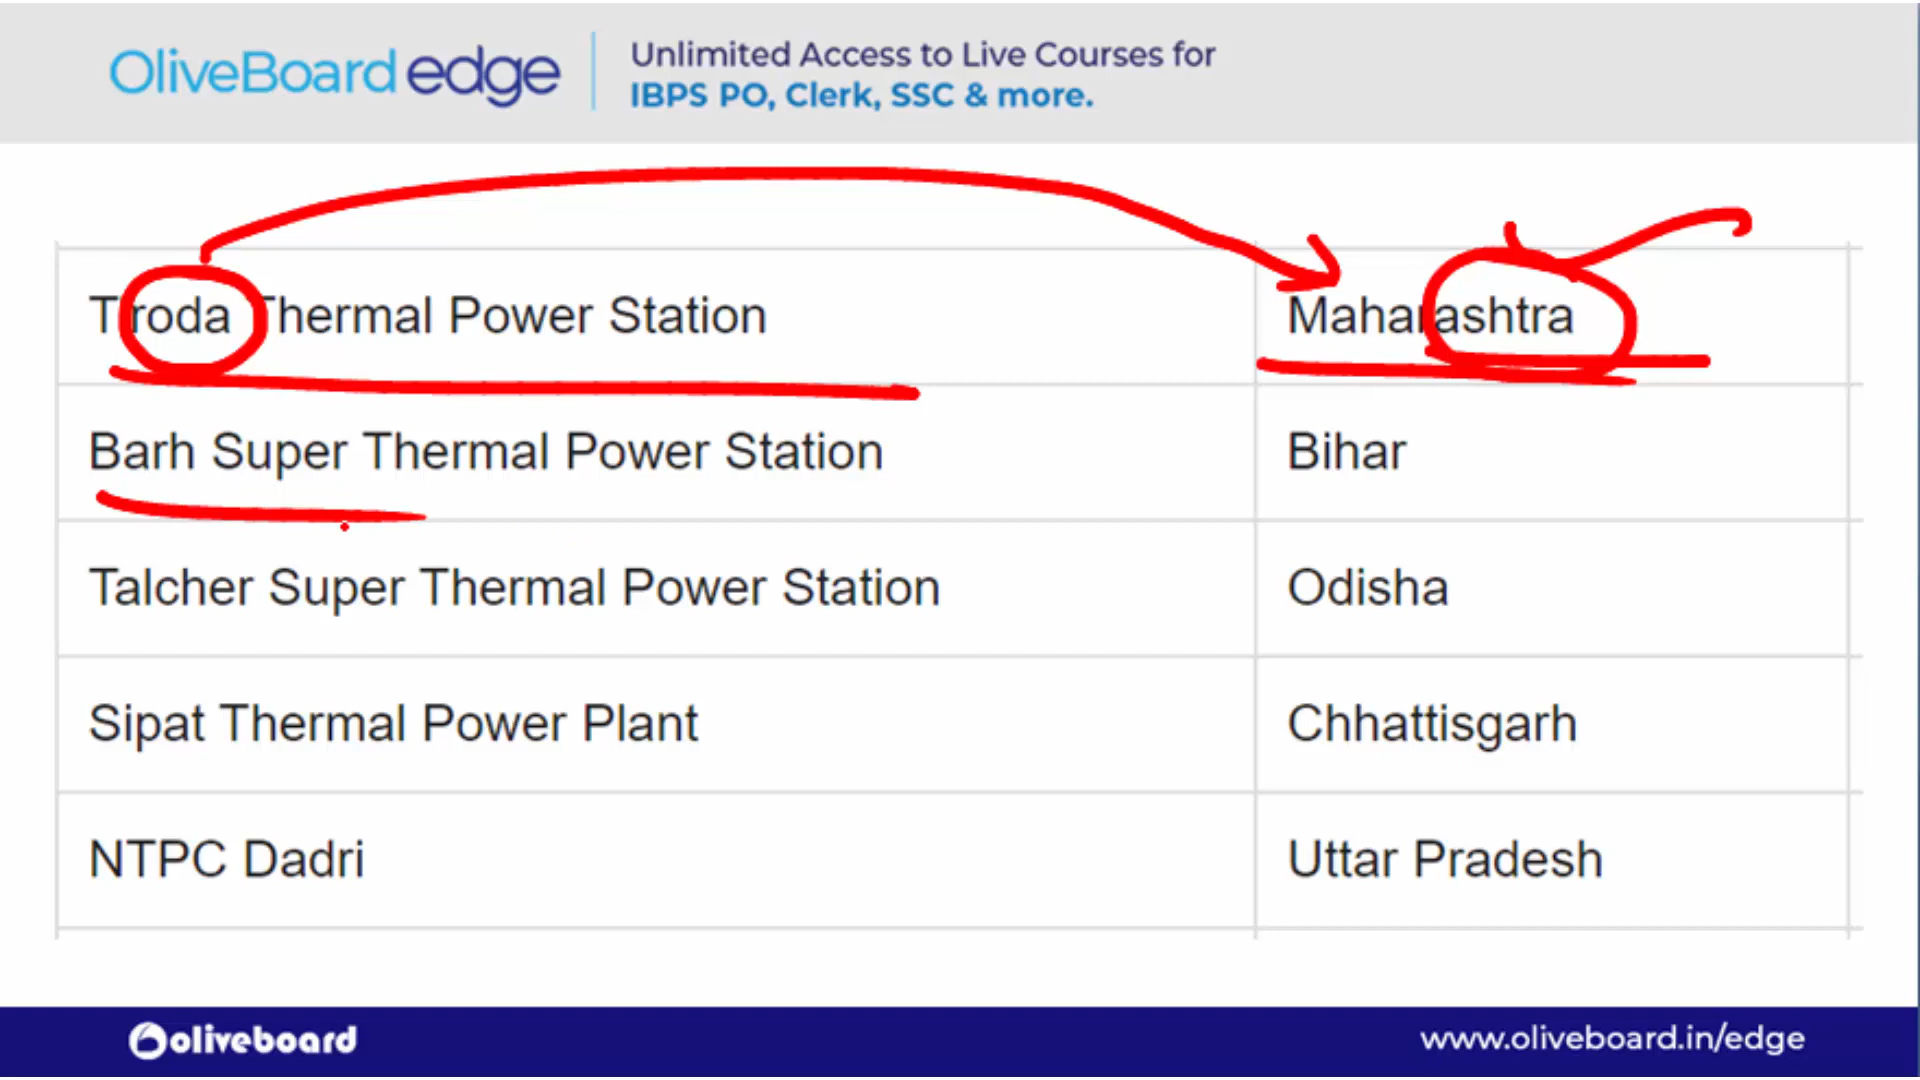 OliveBoard edge
Unlimited Access to Live Courses for
IBPS PO, Clerk, SSC & more.
Tiroda Thermal Power Station Maharashtra
Barh Super Thermal Power Station Bihar
Talcher Super Thermal Power Station Odisha
Sipat Thermal Power Plant Chhattisgarh
NTPC Dadri Uttar Pradesh
oliveboard www.oliveboard.in/edge